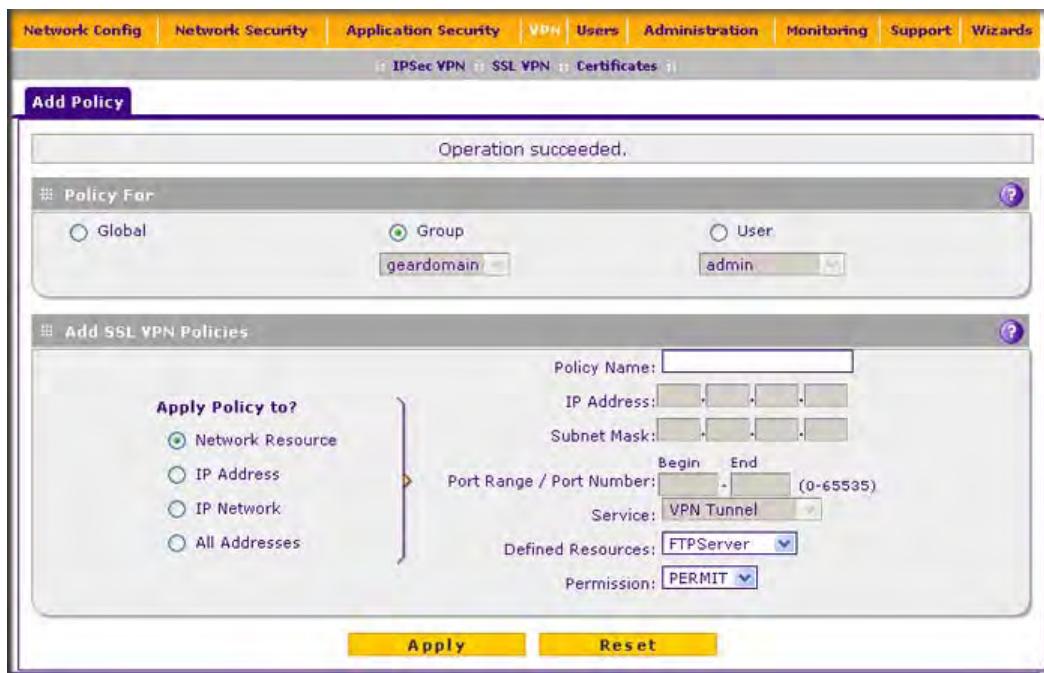 Network Config Network Security Application Security VPN Users Administration Monitoring Support Wizards
:: IPSec VPN :: SSL VPN :: Certificates ::
Add Policy
Operation succeeded.
Policy For ?
Global Group User
geardomain admin
Add SSL VPN Policies ?
Policy Name:
IP Address:
Apply Policy to?
Subnet Mask:
Network Resource
Begin End
IP Address
Port Range / Port Number: - (0-65535)
IP Network
Service: VPN Tunnel
All Addresses
Defined Resources: FTPServer
Permission: PERMIT
Apply Reset